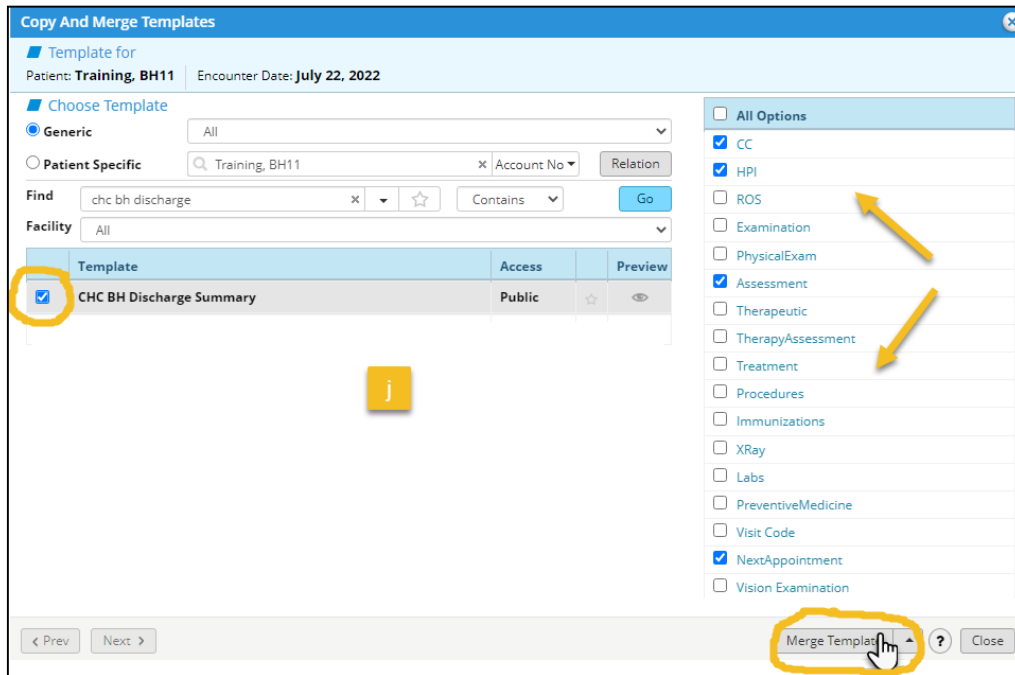 Copy And Merge Templates
Template for
Patient: Training, BH11 Encounter Date: July 22, 2022
Choose Template
Generic All
Patient Specific Training, BH11 x Account No Relation
Find chc bh discharge x Contains Go
Facility All
Template Access Preview
CHC BH Discharge Summary Public
j
All Options
CC
HPI
ROS
Examination
PhysicalExam
Assessment
Therapeutic
TherapyAssessment
Treatment
Procedures
Immunizations
XRay
Labs
PreventiveMedicine
Visit Code
NextAppointment
Vision Examination
< Prev Next > Merge Template ? Close